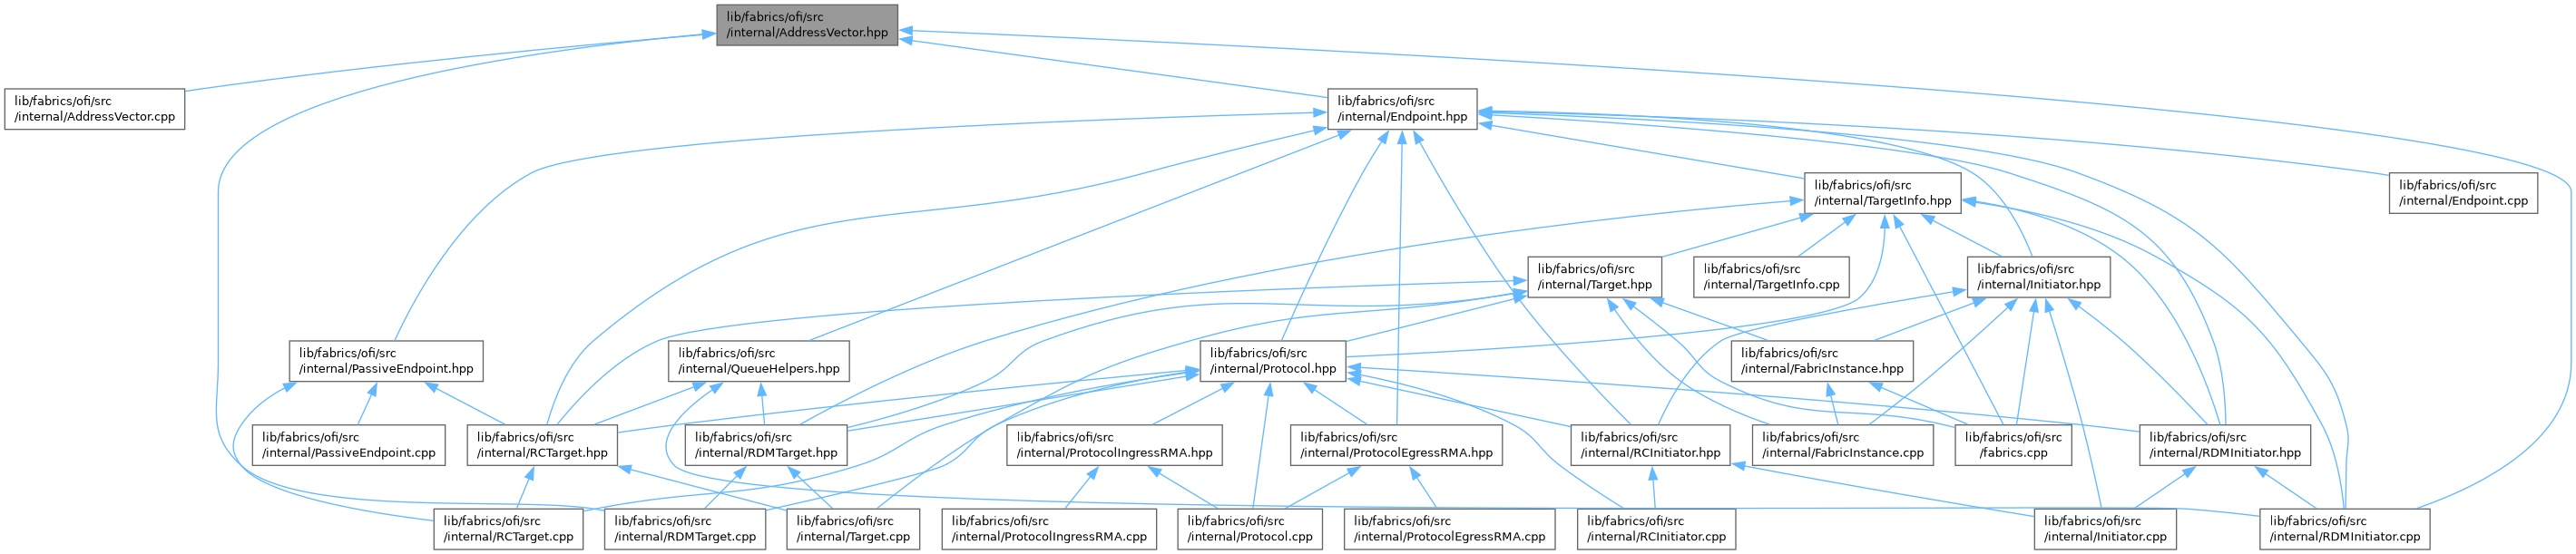 lib/fabrics/ofi/src
/internal/AddressVector.hpp
lib/fabrics/ofi/src
/internal/AddressVector.cpp
lib/fabrics/ofi/src
/internal/Endpoint.hpp
lib/fabrics/ofi/src
/internal/TargetInfo.hpp
lib/fabrics/ofi/src
/internal/Endpoint.cpp
lib/fabrics/ofi/src
/internal/Target.hpp
lib/fabrics/ofi/src
/internal/TargetInfo.cpp
lib/fabrics/ofi/src
/internal/Initiator.hpp
lib/fabrics/ofi/src
/internal/PassiveEndpoint.hpp
lib/fabrics/ofi/src
/internal/QueueHelpers.hpp
lib/fabrics/ofi/src
/internal/Protocol.hpp
lib/fabrics/ofi/src
/internal/FabricInstance.hpp
lib/fabrics/ofi/src
/internal/PassiveEndpoint.cpp
lib/fabrics/ofi/src
/internal/RCTarget.hpp
lib/fabrics/ofi/src
/internal/RDMTarget.hpp
lib/fabrics/ofi/src
/internal/ProtocolIngressRMA.hpp
lib/fabrics/ofi/src
/internal/ProtocolEgressRMA.hpp
lib/fabrics/ofi/src
/internal/RCInitiator.hpp
lib/fabrics/ofi/src
/internal/FabricInstance.cpp
lib/fabrics/ofi/src
/fabrics.cpp
lib/fabrics/ofi/src
/internal/RDMInitiator.hpp
lib/fabrics/ofi/src
/internal/RCTarget.cpp
lib/fabrics/ofi/src
/internal/RDMTarget.cpp
lib/fabrics/ofi/src
/internal/Target.cpp
lib/fabrics/ofi/src
/internal/ProtocolIngressRMA.cpp
lib/fabrics/ofi/src
/internal/Protocol.cpp
lib/fabrics/ofi/src
/internal/ProtocolEgressRMA.cpp
lib/fabrics/ofi/src
/internal/RCInitiator.cpp
lib/fabrics/ofi/src
/internal/Initiator.cpp
lib/fabrics/ofi/src
/internal/RDMInitiator.cpp